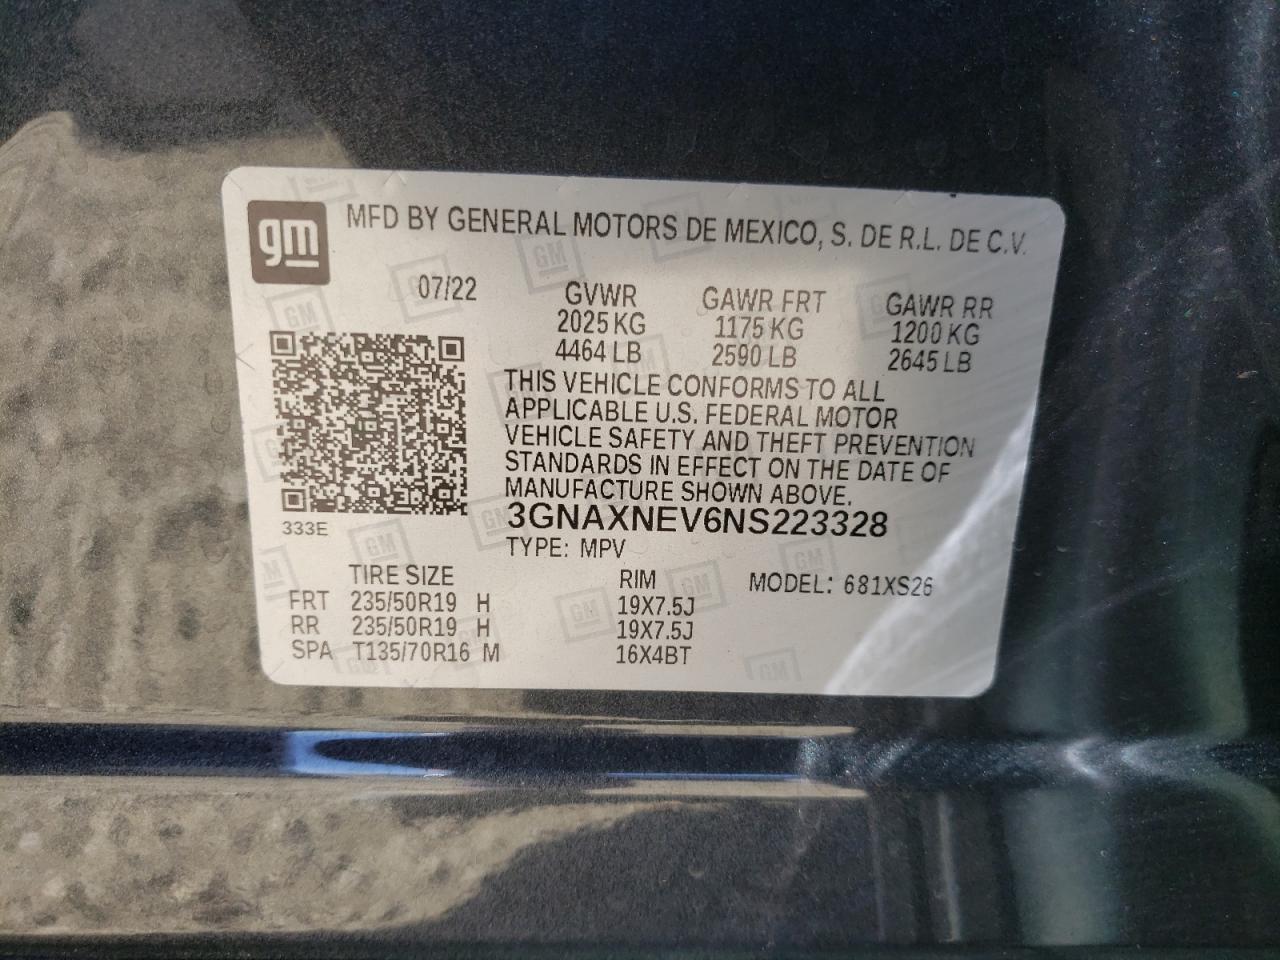 gm
MFD BY GENERAL MOTORS DE MEXICO, S. DE R.L. DE C.V.
07/22
GVWR GAWR FRT GAWR RR
2025 KG 1175 KG 1200 KG
4464 LB 2590 LB 2645 LB
THIS VEHICLE CONFORMS TO ALL
APPLICABLE U.S. FEDERAL MOTOR
VEHICLE SAFETY AND THEFT PREVENTION
STANDARDS IN EFFECT ON THE DATE OF
MANUFACTURE SHOWN ABOVE.
3GNAXNEV6NS223328
333E
TYPE: MPV
TIRE SIZE RIM MODEL: 681XS26
FRT 235/50R19 H 19X7.5J
RR 235/50R19 H 19X7.5J
SPA T135/70R16 M 16X4BT